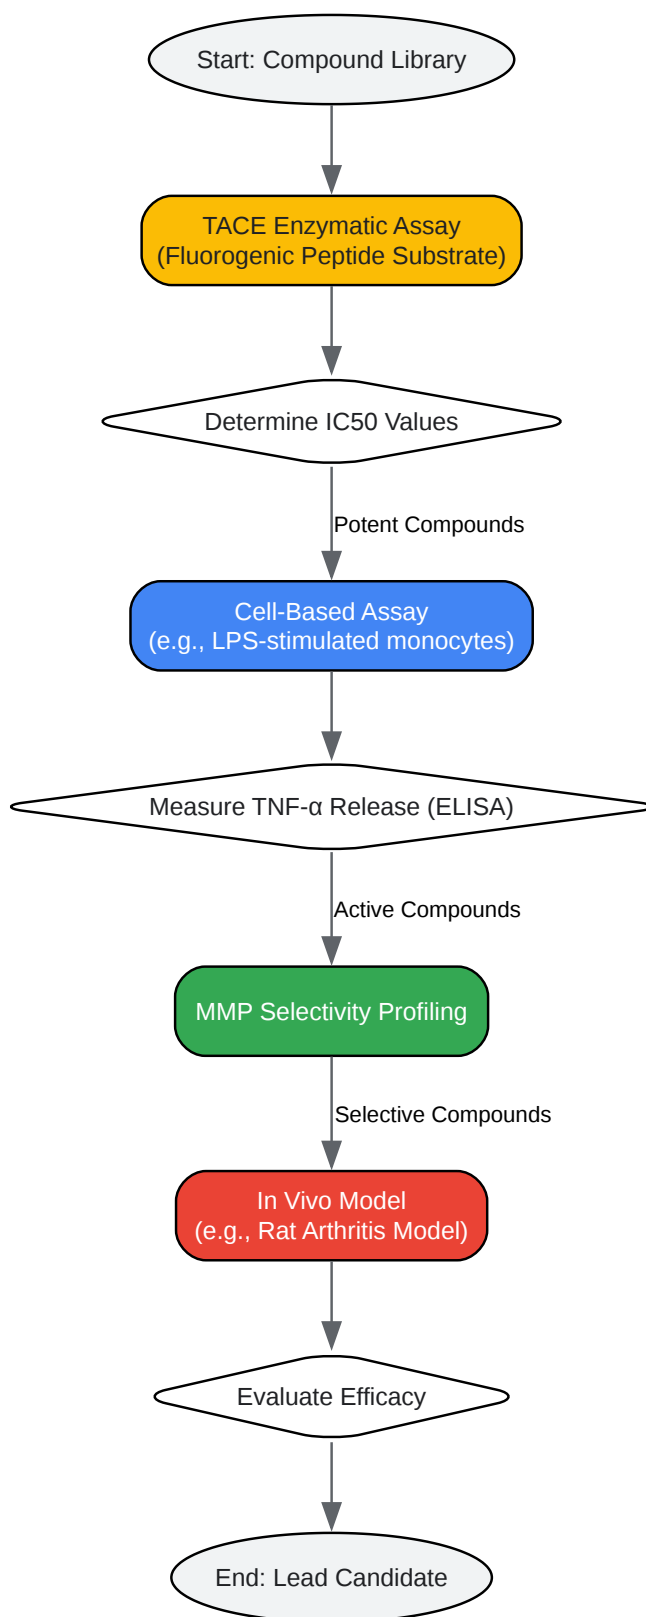 Start: Compound Library
TACE Enzymatic Assay
(Fluorogenic Peptide Substrate)
Determine IC50 Values
Potent Compounds
Cell-Based Assay
(e.g., LPS-stimulated monocytes)
Measure TNF-α Release (ELISA)
Active Compounds
MMP Selectivity Profiling
Selective Compounds
In Vivo Model
(e.g., Rat Arthritis Model)
Evaluate Efficacy
End: Lead Candidate